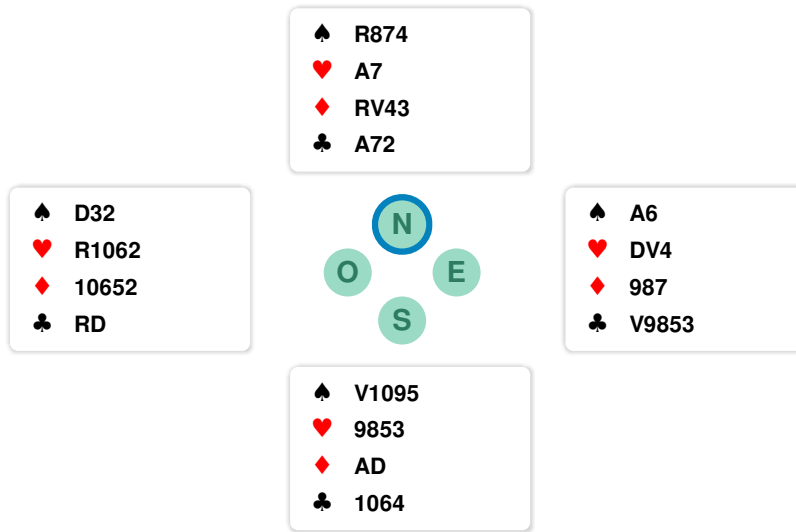 ♠ R874
♥ A7
♦ RV43
♣ A72
♠ D32
♥ R1062
♦ 10652
♣ RD
N
O
E
S
♠ A6
♥ DV4
♦ 987
♣ V9853
♠ V1095
♥ 9853
♦ AD
♣ 1064